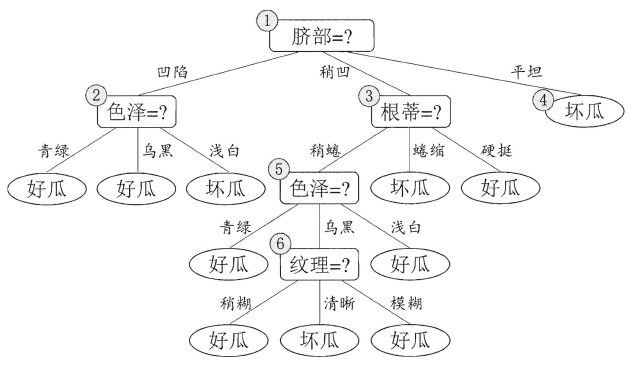 ① 脐部=?
凹陷 稍凹 平坦
② 色泽=? ③ 根蒂=? ④ 坏瓜
青绿 乌黑 浅白 稍蜷 蜷缩 硬挺
好瓜 好瓜 坏瓜 ⑤ 色泽=? 坏瓜 好瓜
青绿 乌黑 浅白
好瓜 ⑥ 纹理=? 好瓜
稍糊 清晰 模糊
好瓜 坏瓜 好瓜